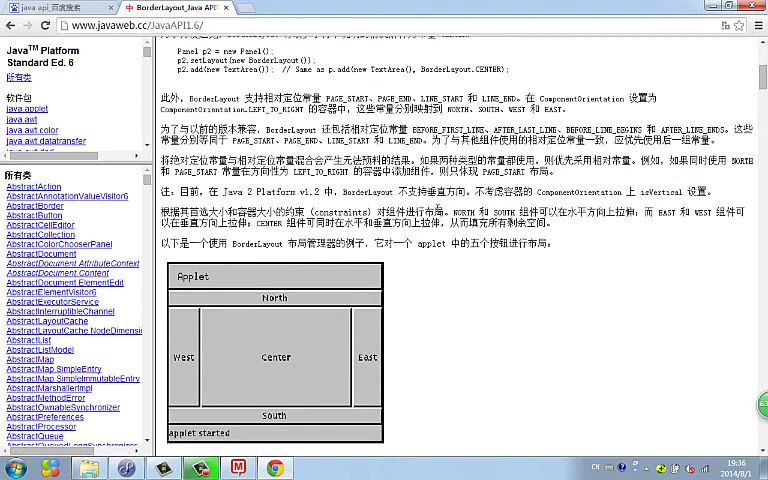 java api_百度搜索
BorderLayout_Java API
www.javaweb.cc/JavaAPI1.6/
Java™ Platform
Standard Ed. 6
所有类
软件包
java.applet
java.awt
java.awt.color
java.awt.datatransfer
所有类
AbstractAction
AbstractAnnotationValueVisitor6
AbstractBorder
AbstractButton
AbstractCellEditor
AbstractCollection
AbstractColorChooserPanel
AbstractDocument
AbstractDocument.AttributeContext
AbstractDocument.Content
AbstractDocument.ElementEdit
AbstractElementVisitor6
AbstractExecutorService
AbstractInterruptibleChannel
AbstractLayoutCache
AbstractLayoutCache.NodeDimension
AbstractList
AbstractListModel
AbstractMap
AbstractMap.SimpleEntry
AbstractMap.SimpleImmutableEntry
AbstractMarshallerImpl
AbstractMethodError
AbstractOwnableSynchronizer
AbstractPreferences
AbstractProcessor
AbstractQueue
AbstractQueuedLongSynchronizer
Panel p2 = new Panel();
p2.setLayout(new BorderLayout());
p2.add(new TextArea()); // Same as p.add(new TextArea(), BorderLayout.CENTER);
此外，BorderLayout 支持相对定位常量 PAGE_START、PAGE_END、LINE_START 和 LINE_END。在 ComponentOrientation 设置为
ComponentOrientation.LEFT_TO_RIGHT 的容器中，这些常量分别映射到 NORTH、SOUTH、WEST 和 EAST。
为了与以前的版本兼容，BorderLayout 还包括相对定位常量 BEFORE_FIRST_LINE、AFTER_LAST_LINE、BEFORE_LINE_BEGINS 和 AFTER_LINE_ENDS。这些
常量分别等同于 PAGE_START、PAGE_END、LINE_START 和 LINE_END。为了与其他组件使用的相对定位常量一致，应优先使用后一组常量。
将绝对定位常量与相对定位常量混合会产生无法预料的结果。如果两种类型的常量都使用，则优先采用相对常量。例如，如果同时使用 NORTH
和 PAGE_START 常量在方向性为 LEFT_TO_RIGHT 的容器中添加组件，则只体现 PAGE_START 布局。
注：目前，在 Java 2 Platform v1.2 中，BorderLayout 不支持垂直方向。不考虑容器的 ComponentOrientation 上 isVertical 设置。
根据其首选大小和容器大小的约束 (constraints) 对组件进行布局。NORTH 和 SOUTH 组件可以在水平方向上拉伸；而 EAST 和 WEST 组件可
以在垂直方向上拉伸；CENTER 组件可同时在水平和垂直方向上拉伸，从而填充所有剩余空间。
以下是一个使用 BorderLayout 布局管理器的例子，它对一个 applet 中的五个按钮进行布局：
Applet
North
West
Center
East
South
applet started
CH
19:36
2014/8/1